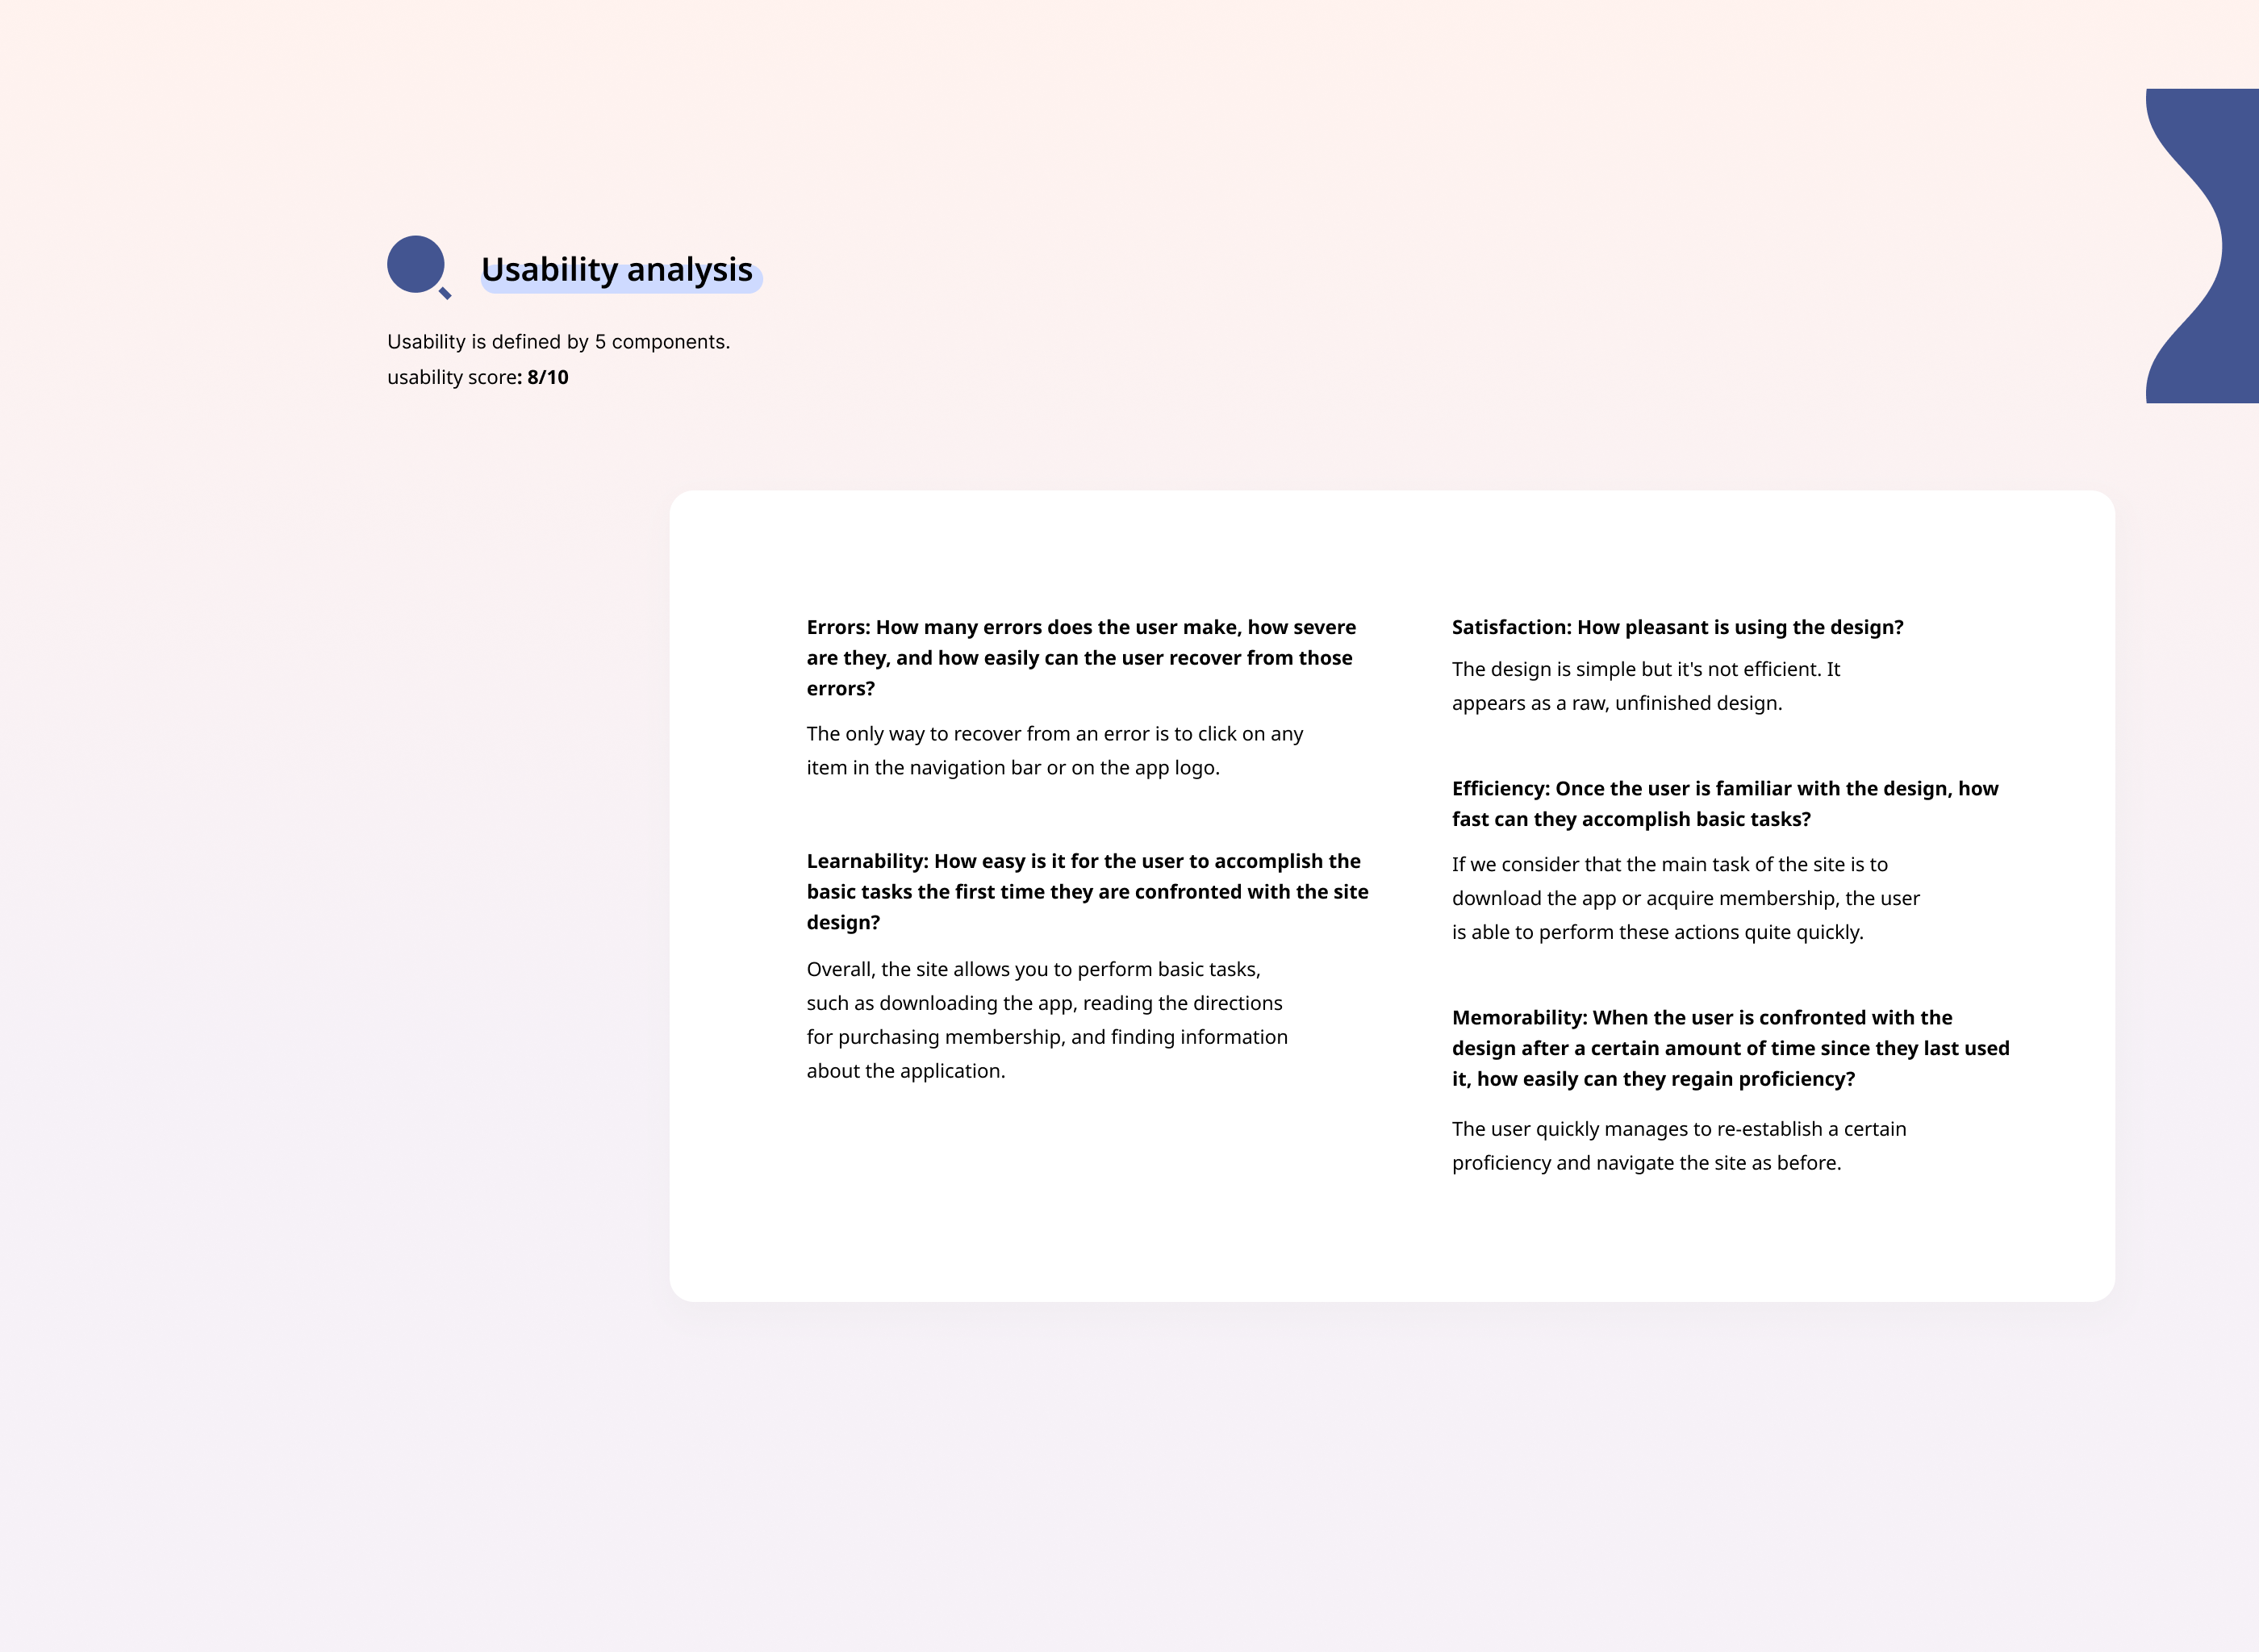 Usability analysis
Usability is defined by 5 components.
usability score: 8/10
Errors: How many errors does the user make, how severe
are they, and how easily can the user recover from those
errors?
The only way to recover from an error is to click on any
item in the navigation bar or on the app logo.
Learnability: How easy is it for the user to accomplish the
basic tasks the first time they are confronted with the site
design?
Overall, the site allows you to perform basic tasks,
such as downloading the app, reading the directions
for purchasing membership, and finding information
about the application.
Satisfaction: How pleasant is using the design?
The design is simple but it's not efficient. It
appears as a raw, unfinished design.
Efficiency: Once the user is familiar with the design, how
fast can they accomplish basic tasks?
If we consider that the main task of the site is to
download the app or acquire membership, the user
is able to perform these actions quite quickly.
Memorability: When the user is confronted with the
design after a certain amount of time since they last used
it, how easily can they regain proficiency?
The user quickly manages to re-establish a certain
proficiency and navigate the site as before.